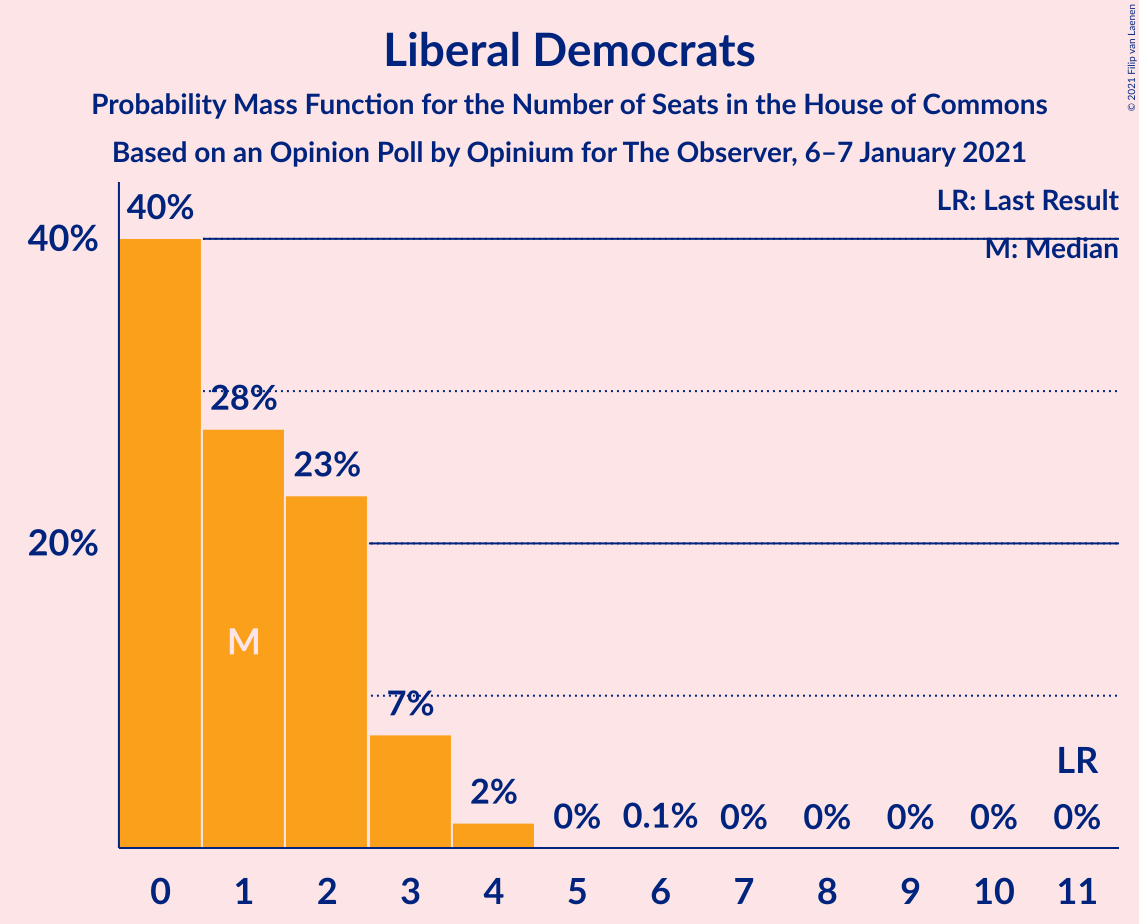 Liberal Democrats
Probability Mass Function for the Number of Seats in the House of Commons
Based on an Opinion Poll by Opinium for The Observer, 6–7 January 2021
© 2021 Filip van Laenen
LR: Last Result
M: Median
40%
20%
40%
28%
23%
7%
2%
0%
0.1%
0%
0%
0%
0%
0%
M
LR
0 1 2 3 4 5 6 7 8 9 10 11